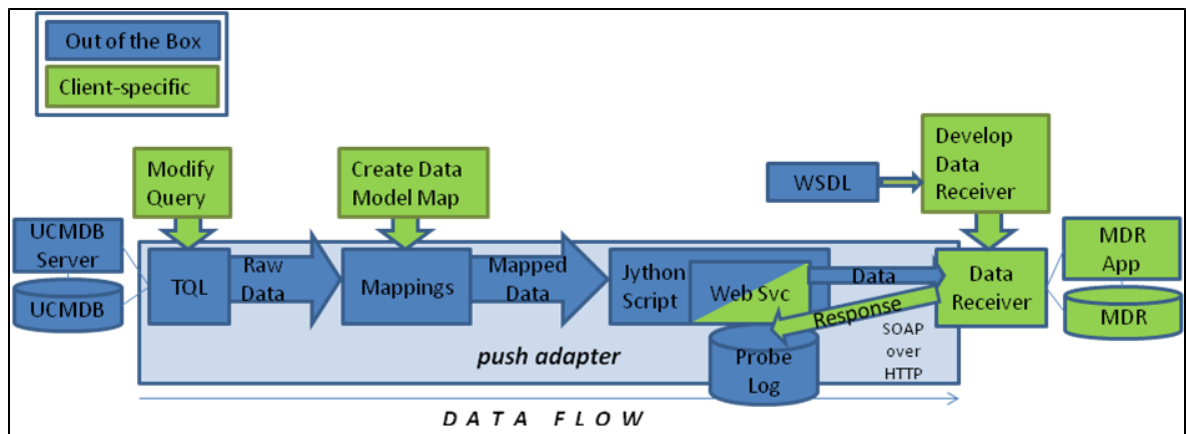 Out of the Box
Client-specific
Modify
Query
Create Data
Model Map
WSDL
Develop
Data
Receiver
UCMDB
Server
UCMDB
TQL
Raw
Data
Mappings
Mapped
Data
Jython
Script
Web Svc
Data
Response
Data
Receiver
MDR
App
MDR
SOAP
over
HTTP
Probe
Log
push adapter
DATA FLOW